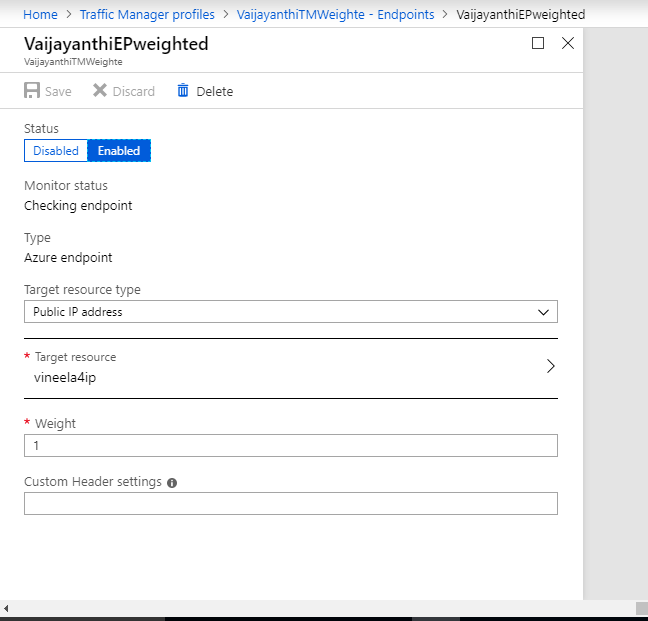 Home > Traffic Manager profiles > VaijayanthiTMWeighte - Endpoints > VaijayanthiEPweighted
VaijayanthiEPweighted
VaijayanthiTMWeighte
Save Discard Delete
Status
Disabled Enabled
Monitor status
Checking endpoint
Type
Azure endpoint
Target resource type
Public IP address
* Target resource
vineela4ip
* Weight
1
Custom Header settings